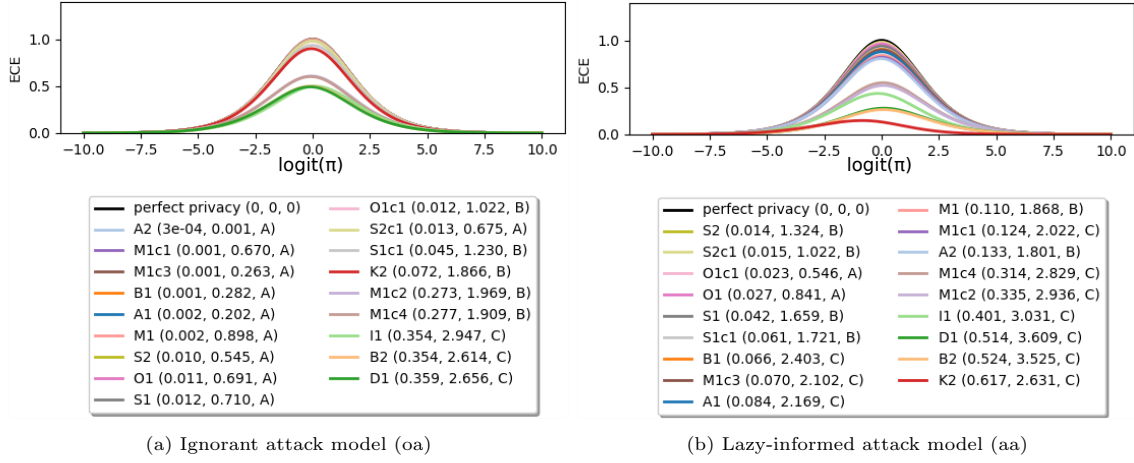 1.0
0.5
0.0
ECE
−10.0 −7.5 −5.0 −2.5 0.0 2.5 5.0 7.5 10.0
logit(π)
perfect privacy (0, 0, 0)
A2 (3e-04, 0.001, A)
M1c1 (0.001, 0.670, A)
M1c3 (0.001, 0.263, A)
B1 (0.001, 0.282, A)
A1 (0.002, 0.202, A)
M1 (0.002, 0.898, A)
S2 (0.010, 0.545, A)
O1 (0.011, 0.691, A)
S1 (0.012, 0.710, A)
O1c1 (0.012, 1.022, B)
S2c1 (0.013, 0.675, A)
S1c1 (0.045, 1.230, B)
K2 (0.072, 1.866, B)
M1c2 (0.273, 1.969, B)
M1c4 (0.277, 1.909, B)
I1 (0.354, 2.947, C)
B2 (0.354, 2.614, C)
D1 (0.359, 2.656, C)
(a) Ignorant attack model (oa)
1.0
0.5
0.0
ECE
−10.0 −7.5 −5.0 −2.5 0.0 2.5 5.0 7.5 10.0
logit(π)
perfect privacy (0, 0, 0)
S2 (0.014, 1.324, B)
S2c1 (0.015, 1.022, B)
O1c1 (0.023, 0.546, A)
O1 (0.027, 0.841, A)
S1 (0.042, 1.659, B)
S1c1 (0.061, 1.721, B)
B1 (0.066, 2.403, C)
M1c3 (0.070, 2.102, C)
A1 (0.084, 2.169, C)
M1 (0.110, 1.868, B)
M1c1 (0.124, 2.022, C)
A2 (0.133, 1.801, B)
M1c4 (0.314, 2.829, C)
M1c2 (0.335, 2.936, C)
I1 (0.401, 3.031, C)
D1 (0.514, 3.609, C)
B2 (0.524, 3.525, C)
K2 (0.617, 2.631, C)
(b) Lazy-informed attack model (aa)